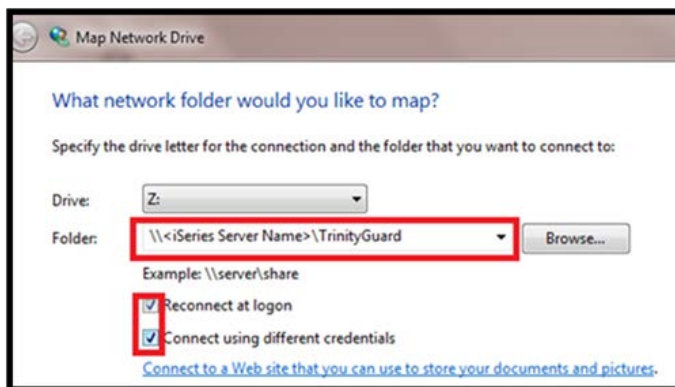 Map Network Drive
What network folder would you like to map?
Specify the drive letter for the connection and the folder that you want to connect to:
Drive: Z:
Folder: \\<iSeries Server Name>\TrinityGuard Browse...
Example: \\server\share
Reconnect at logon
Connect using different credentials
Connect to a Web site that you can use to store your documents and pictures.